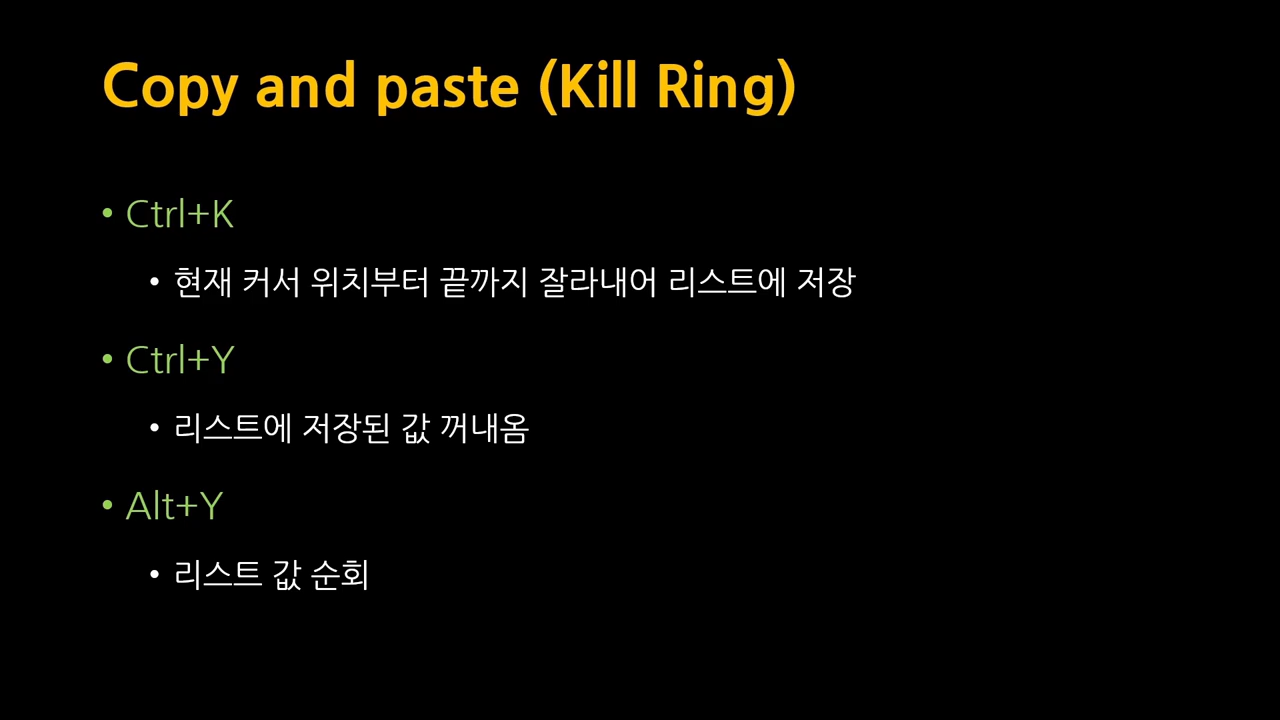 Copy and paste (Kill Ring)
• Ctrl+K
• 현재 커서 위치부터 끝까지 잘라내어 리스트에 저장
• Ctrl+Y
• 리스트에 저장된 값 꺼내옴
• Alt+Y
• 리스트 값 순회